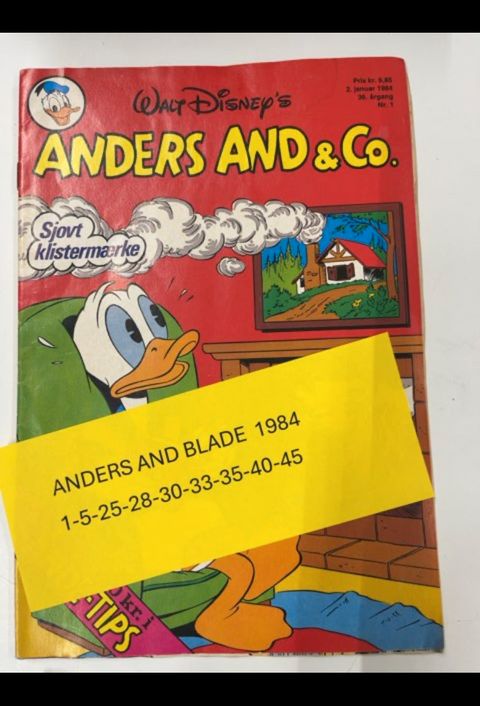 Pris kr. 6,85
2. januar 1984
36. årgang
Nr. 1
WALT DISNEY'S
ANDERS AND & CO.
Sjovt
klistermærke
ANDERS AND BLADE 1984
1-5-25-28-30-33-35-40-45
kr. i
-TIPS